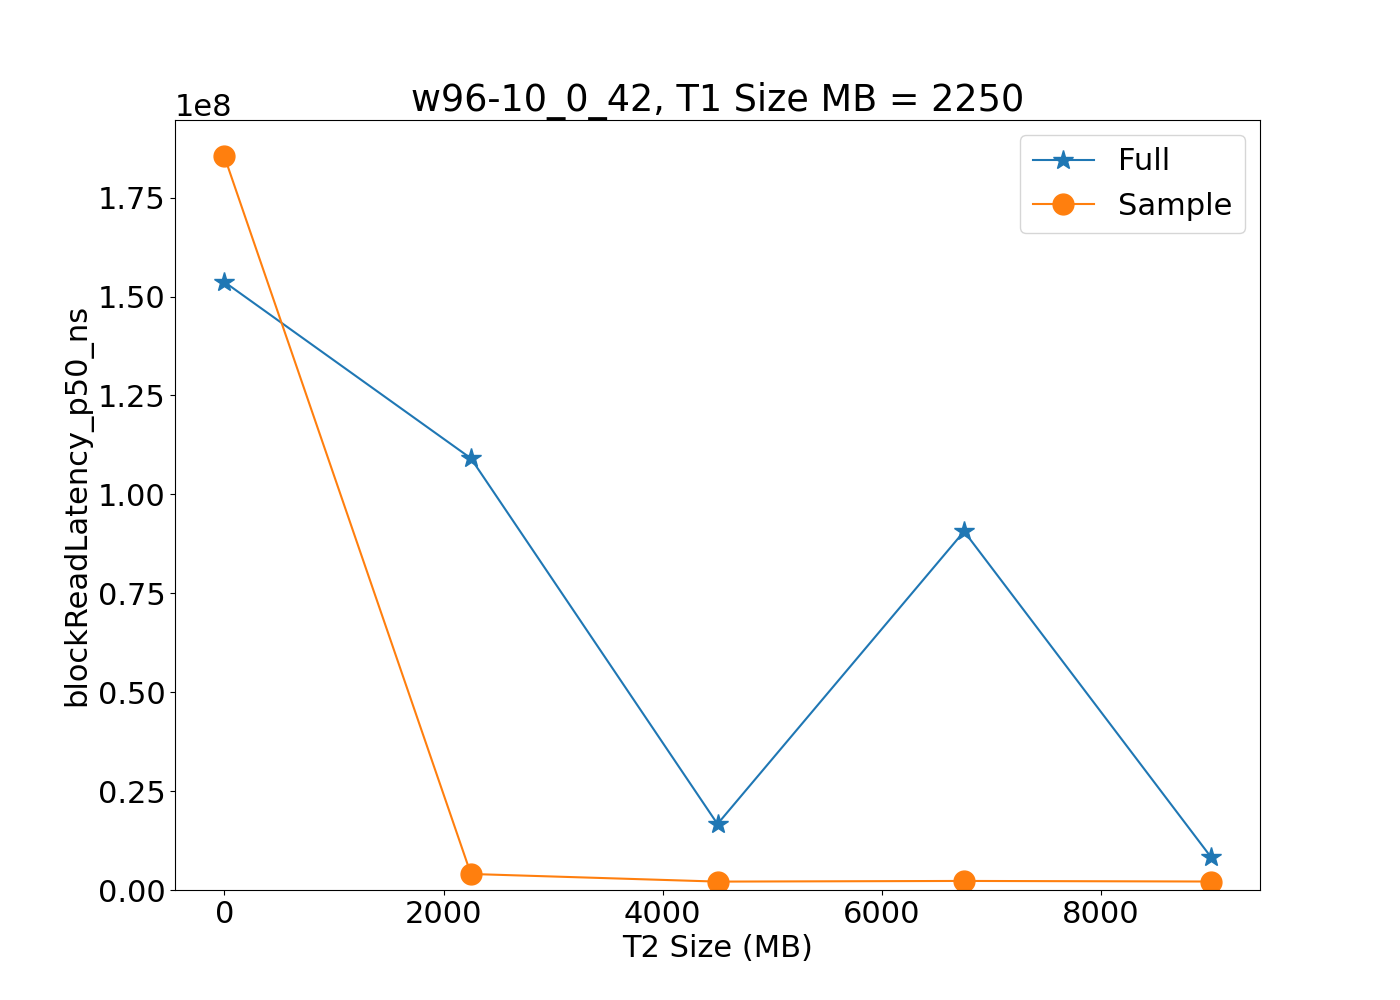 w96-10_0_42, T1 Size MB = 2250
1e8
Full
Sample
1.75
1.50
1.25
1.00
0.75
0.50
0.25
0.00
blockReadLatency_p50_ns
0 2000 4000 6000 8000
T2 Size (MB)